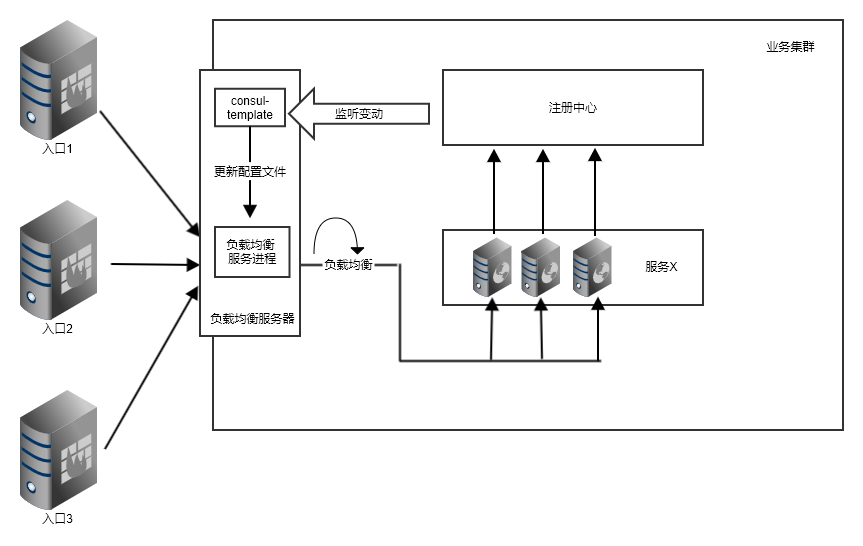 业务集群
入口1
consul-
template
监听变动
注册中心
更新配置文件
入口2
负载均衡
服务进程
负载均衡
服务X
负载均衡服务器
入口3